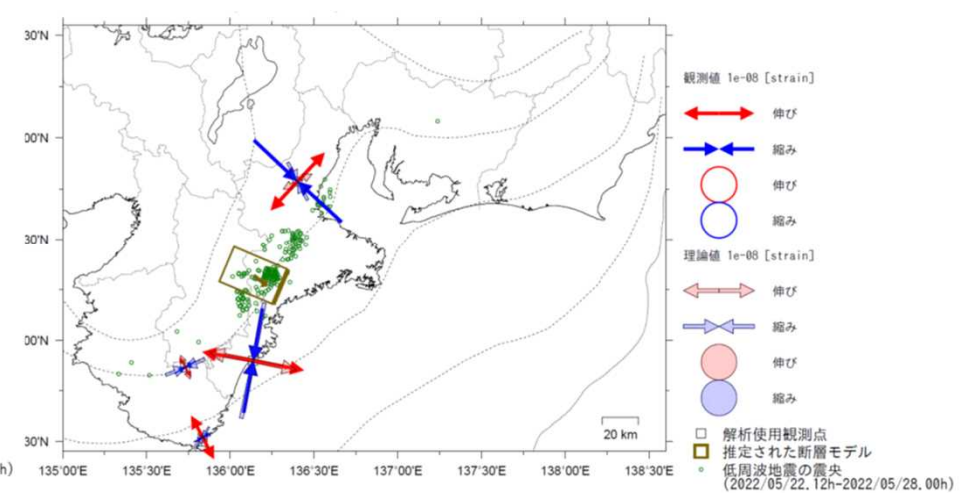 30'N
観測値 1e-08 [strain]
伸び
00'N
縮み
伸び
縮み
30'N
理論値 1e-08 [strain]
伸び
縮み
00'N
伸び
縮み
20 km
解析使用観測点
30'N
推定された断層モデル
h)
135°00'E 135°30'E 136°00'E 136°30'E 137°00'E 137°30'E 138°00'E 138°30'E
低周波地震の震央
(2022/05/22.12h-2022/05/28.00h)